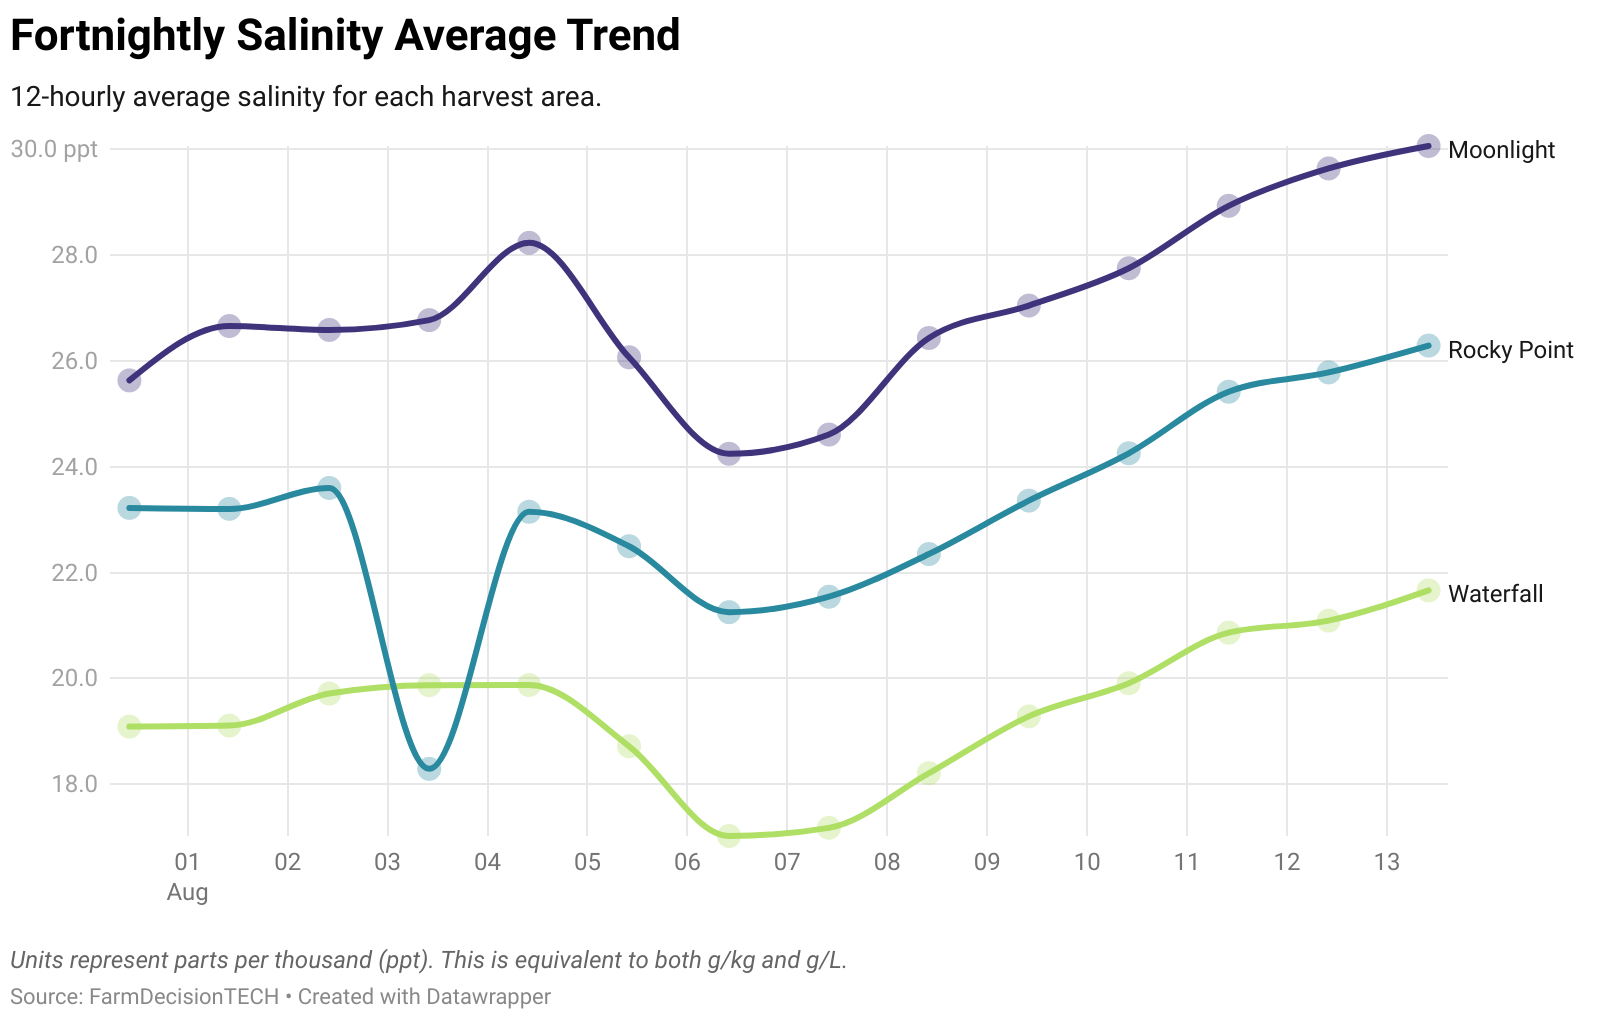 Fortnightly Salinity Average Trend
12-hourly average salinity for each harvest area.
30.0 ppt
Moonlight
28.0
26.0
Rocky Point
24.0
22.0
Waterfall
20.0
18.0
01 02 03 04 05 06 07 08 09 10 11 12 13
Aug
Units represent parts per thousand (ppt). This is equivalent to both g/kg and g/L.
Source: FarmDecisionTECH • Created with Datawrapper